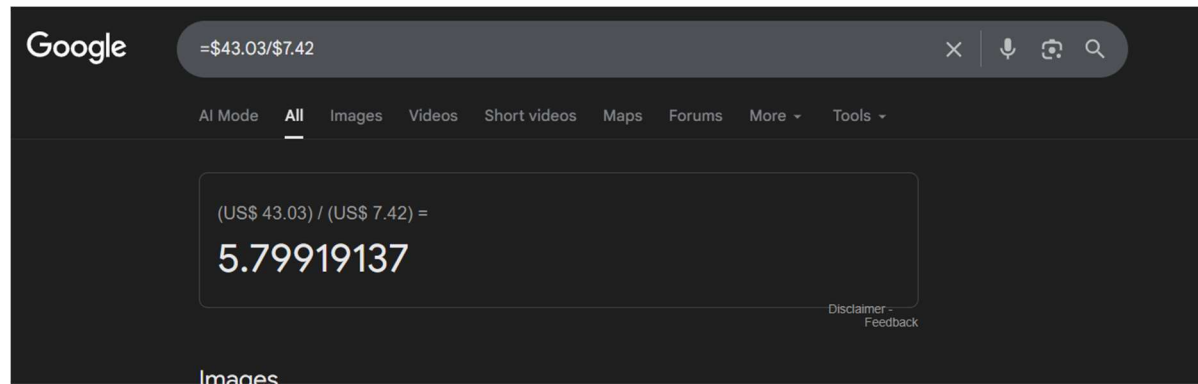 Google
=$43.03/$7.42
AI Mode All Images Videos Short videos Maps Forums More Tools
(US$ 43.03) / (US$ 7.42) =
5.79919137
Disclaimer -
Feedback
Images